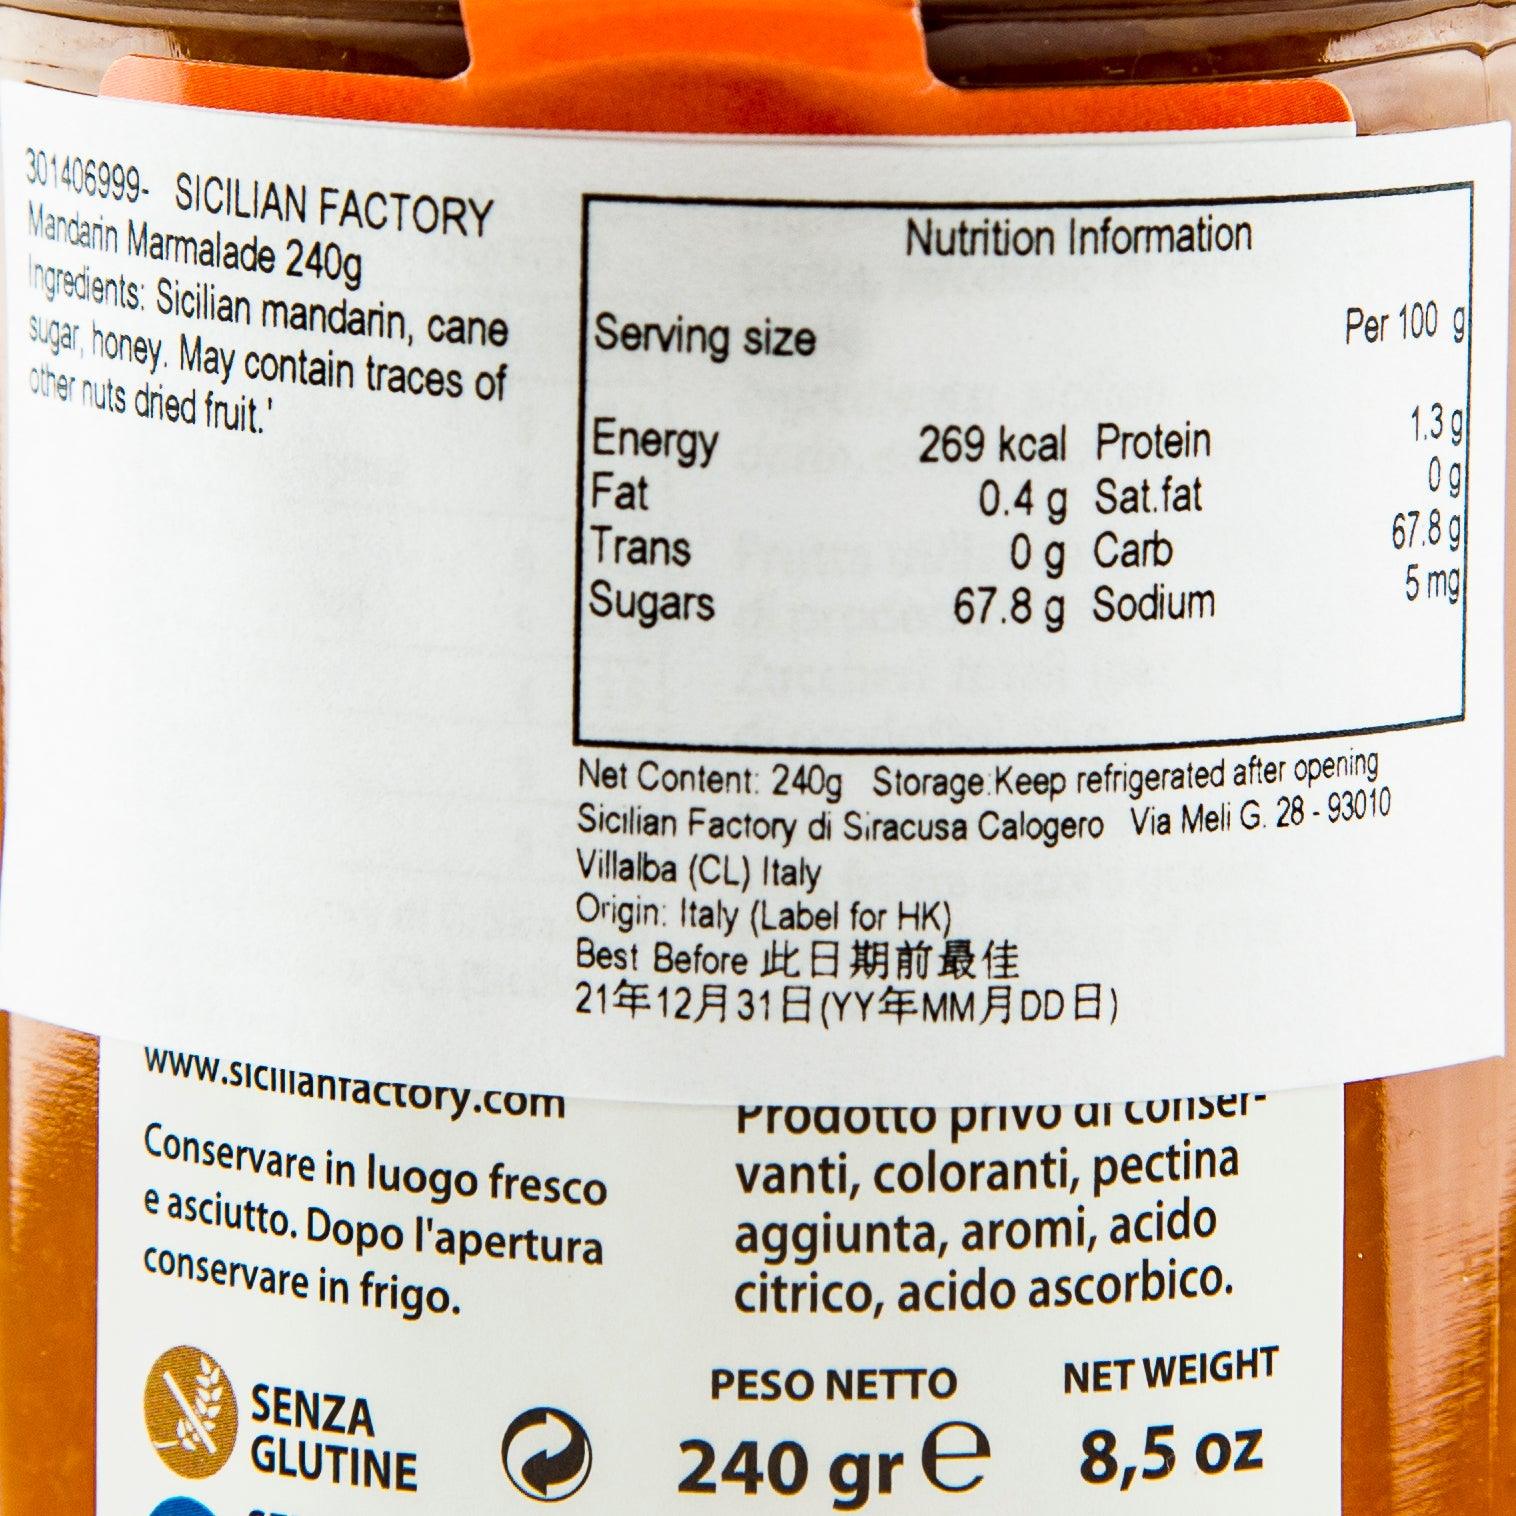 301406999- SICILIAN FACTORY
Mandarin Marmalade 240g
Ingredients: Sicilian mandarin, cane
sugar, honey. May contain traces of
other nuts dried fruit.'
Nutrition Information
Serving size Per 100 g
Energy 269 kcal Protein 1.3 g
Fat 0.4 g Sat.fat 0 g
Trans 0 g Carb 67.8 g
Sugars 67.8 g Sodium 5 mg
Net Content: 240g Storage:Keep refrigerated after opening
Sicilian Factory di Siracusa Calogero Via Meli G. 28 - 93010
Villalba (CL) Italy
Origin: Italy (Label for HK)
Best Before 此日期前最佳
21年12月31日(YY年MM月DD日)
www.sicilianfactory.com
Conservare in luogo fresco
e asciutto. Dopo l'apertura
conservare in frigo.
Prodotto privo di conser-
vanti, coloranti, pectina
aggiunta, aromi, acido
citrico, acido ascorbico.
SENZA
GLUTINE
PESO NETTO
240 gr e
NET WEIGHT
8,5 oz